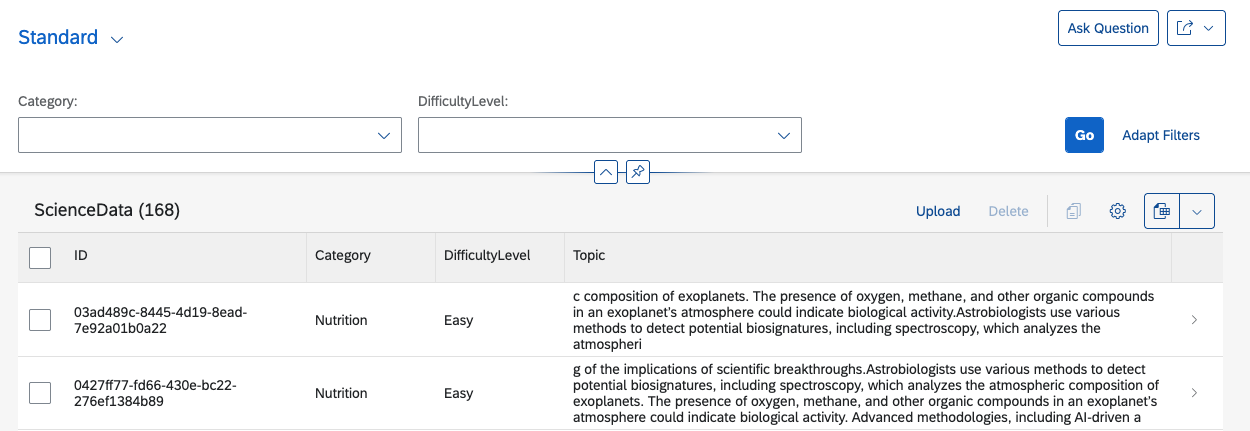 Standard
Ask Question
Category:
DifficultyLevel:
Go
Adapt Filters
ScienceData (168)
Upload
Delete
ID
Category
DifficultyLevel
Topic
03ad489c-8445-4d19-8ead-
7e92a01b0a22
Nutrition
Easy
c composition of exoplanets. The presence of oxygen, methane, and other organic compounds
in an exoplanet's atmosphere could indicate biological activity.Astrobiologists use various
methods to detect potential biosignatures, including spectroscopy, which analyzes the
atmospheri
0427ff77-fd66-430e-bc22-
276ef1384b89
Nutrition
Easy
g of the implications of scientific breakthroughs.Astrobiologists use various methods to detect
potential biosignatures, including spectroscopy, which analyzes the atmospheric composition of
exoplanets. The presence of oxygen, methane, and other organic compounds in an exoplanet's
atmosphere could indicate biological activity. Advanced methodologies, including AI-driven a